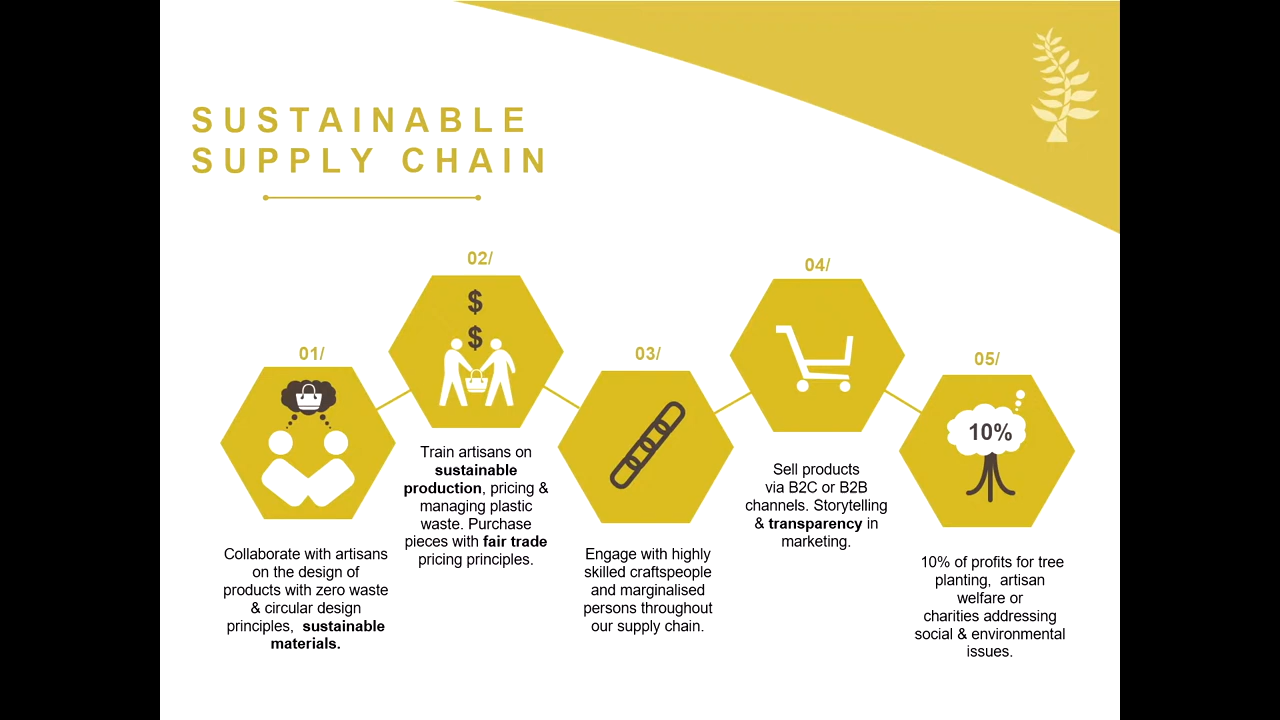 SUSTAINABLE
SUPPLY CHAIN
01/
Collaborate with artisans
on the design of
products with zero waste
& circular design
principles, sustainable
materials.
02/
$
$
Train artisans on
sustainable
production, pricing &
managing plastic
waste. Purchase
pieces with fair trade
pricing principles.
03/
Engage with highly
skilled craftspeople
and marginalised
persons throughout
our supply chain.
04/
Sell products
via B2C or B2B
channels. Storytelling
& transparency in
marketing.
05/
10%
10% of profits for tree
planting, artisan
welfare or
charities addressing
social & environmental
issues.